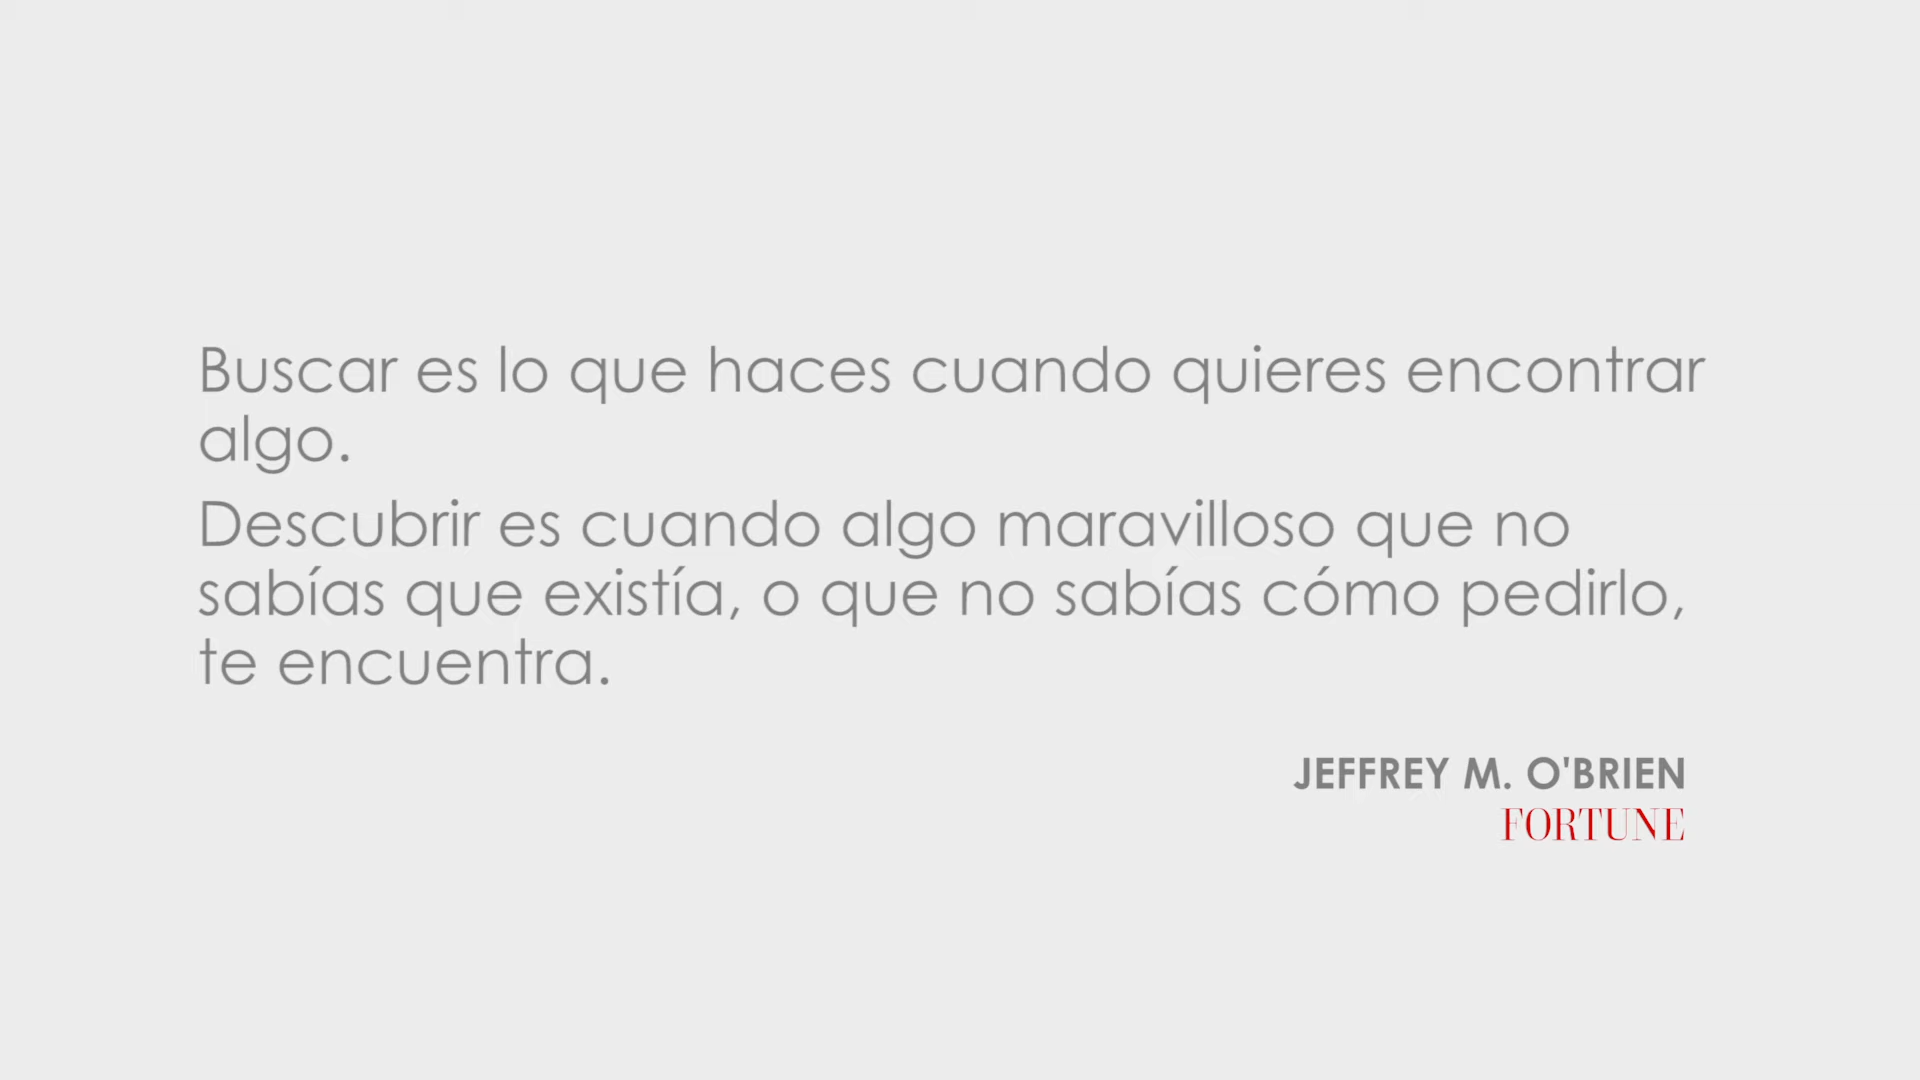 Buscar es lo que haces cuando quieres encontrar
algo.
Descubrir es cuando algo maravilloso que no
sabías que existía, o que no sabías cómo pedirlo,
te encuentra.
JEFFREY M. O'BRIEN
FORTUNE